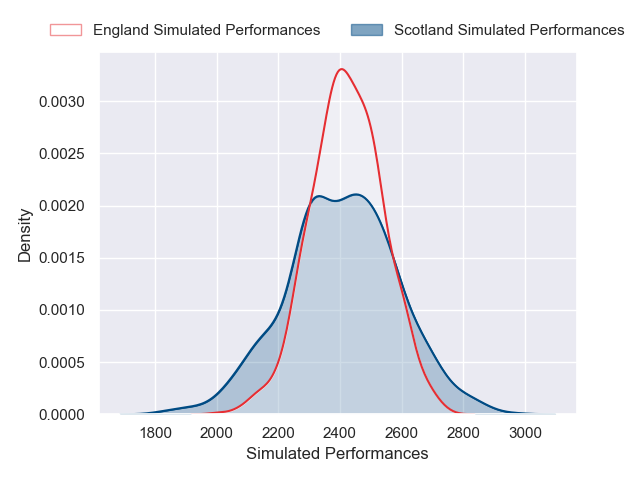 England Simulated Performances Scotland Simulated Performances
0.0030
0.0025
0.0020
0.0015
0.0010
0.0005
0.0000
Density
1800 2000 2200 2400 2600 2800 3000
Simulated Performances